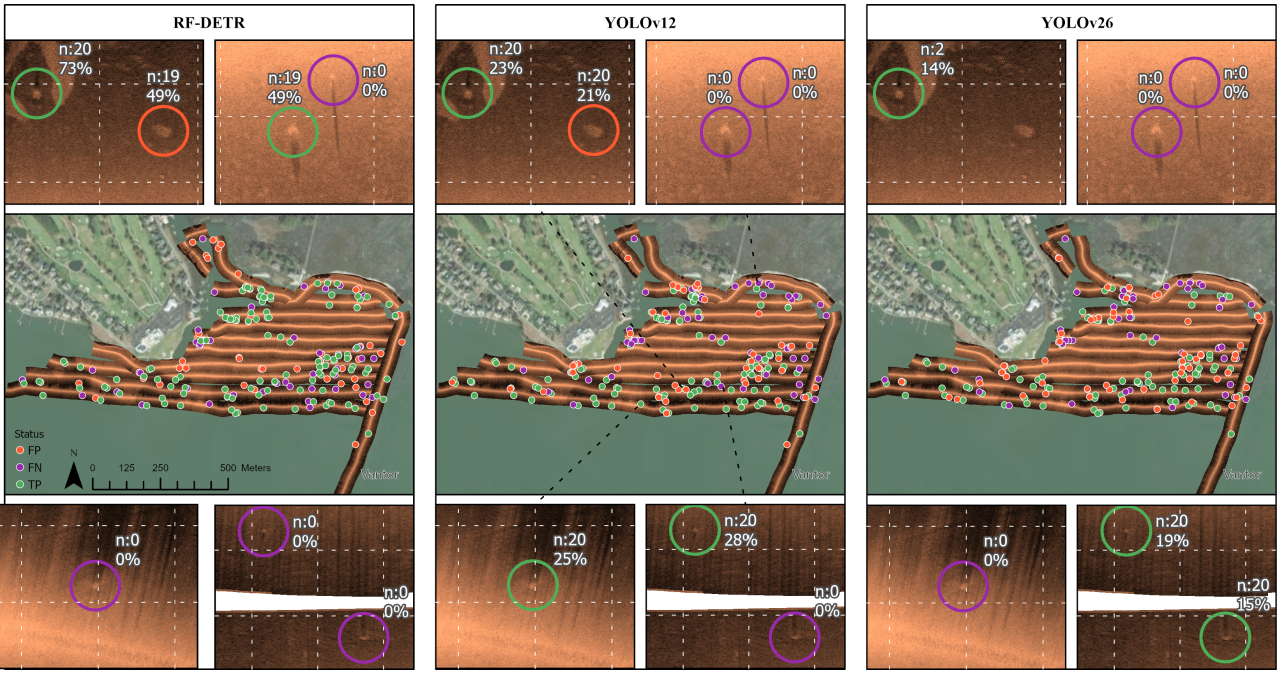 RF-DETR
n:20
73%
n:19
49%
n:19
49%
n:0
0%
Status
FP
FN
TP
N
0 125 250 500 Meters
Vantor
n:0
0%
n:0
0%
n:0
0%
YOLOv12
n:20
23%
n:20
21%
n:0
0%
n:0
0%
Vantor
n:20
25%
n:20
28%
n:0
0%
YOLOv26
n:2
14%
n:0
0%
n:0
0%
Vantor
n:0
0%
n:20
19%
n:20
15%